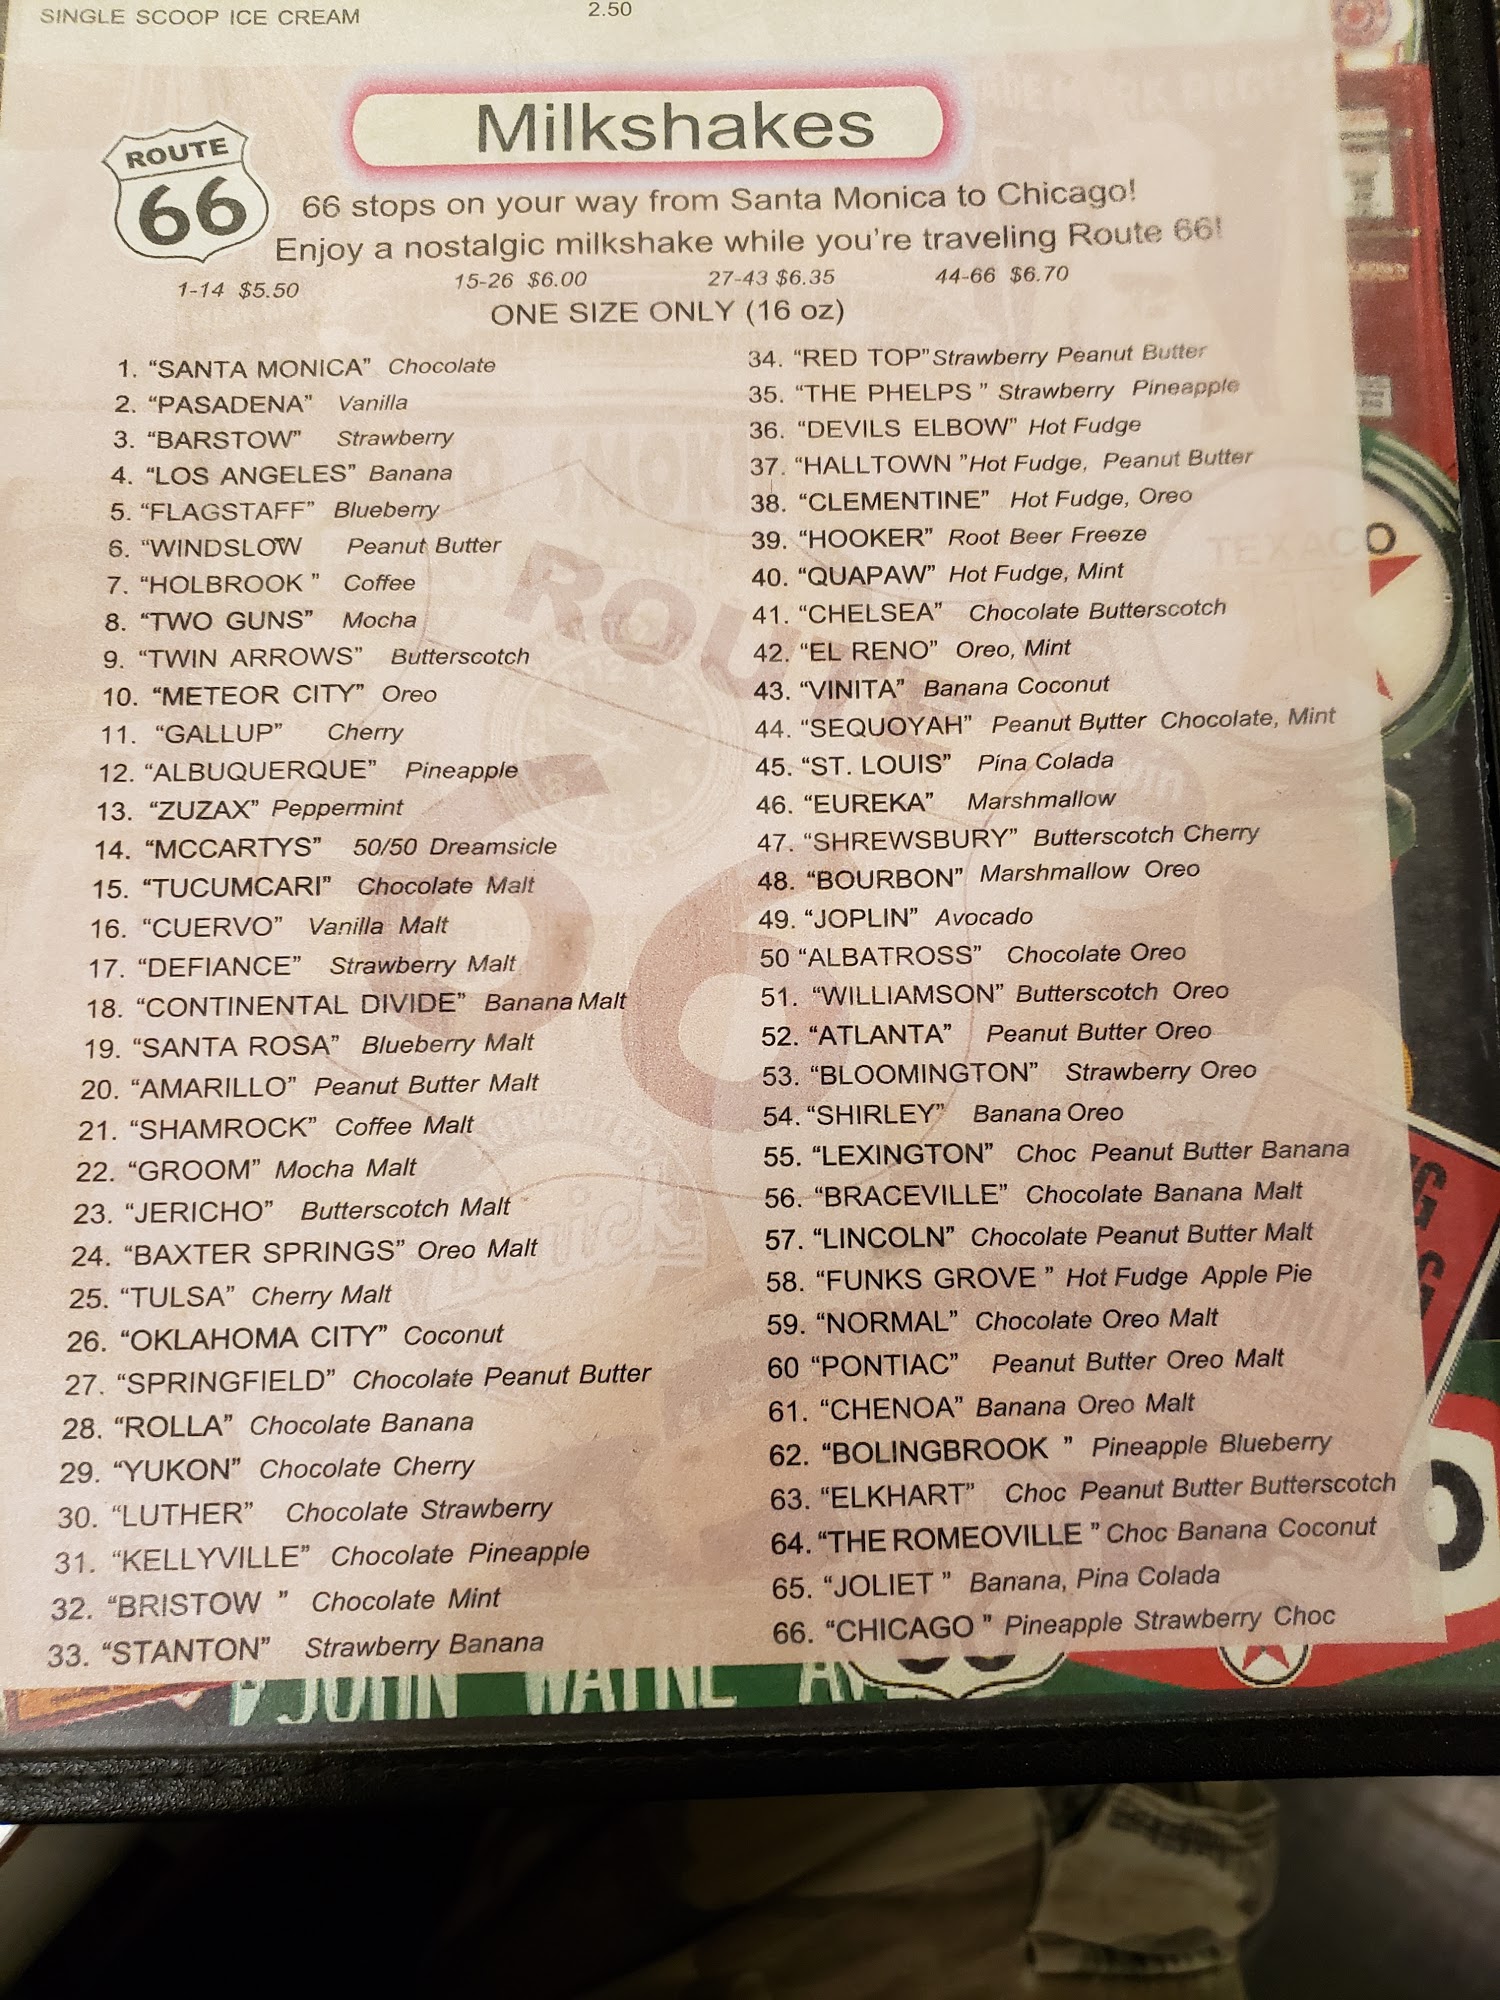 SINGLE SCOOP ICE CREAM 2.50
Milkshakes
ROUTE
66
66 stops on your way from Santa Monica to Chicago!
Enjoy a nostalgic milkshake while you're traveling Route 66!
1-14 $5.50 15-26 $6.00 27-43 $6.35 44-66 $6.70
ONE SIZE ONLY (16 oz)
1. “SANTA MONICA” Chocolate
2. “PASADENA” Vanilla
3. “BARSTOW” Strawberry
4. “LOS ANGELES” Banana
5. “FLAGSTAFF” Blueberry
6. “WINDSLOW Peanut Butter
7. “HOLBROOK ” Coffee
8. “TWO GUNS” Mocha
9. “TWIN ARROWS” Butterscotch
10. “METEOR CITY” Oreo
11. “GALLUP” Cherry
12. “ALBUQUERQUE” Pineapple
13. “ZUZAX” Peppermint
14. “MCCARTYS” 50/50 Dreamsicle
15. “TUCUMCARI” Chocolate Malt
16. “CUERVO” Vanilla Malt
17. “DEFIANCE” Strawberry Malt
18. “CONTINENTAL DIVIDE” Banana Malt
19. “SANTA ROSA” Blueberry Malt
20. “AMARILLO” Peanut Butter Malt
21. “SHAMROCK” Coffee Malt
22. “GROOM” Mocha Malt
23. “JERICHO” Butterscotch Malt
24. “BAXTER SPRINGS” Oreo Malt
25. “TULSA” Cherry Malt
26. “OKLAHOMA CITY” Coconut
27. “SPRINGFIELD” Chocolate Peanut Butter
28. “ROLLA” Chocolate Banana
29. “YUKON” Chocolate Cherry
30. “LUTHER” Chocolate Strawberry
31. “KELLYVILLE” Chocolate Pineapple
32. “BRISTOW ” Chocolate Mint
33. “STANTON” Strawberry Banana
34. “RED TOP” Strawberry Peanut Butter
35. “THE PHELPS ” Strawberry Pineapple
36. “DEVILS ELBOW” Hot Fudge
37. “HALLTOWN ” Hot Fudge, Peanut Butter
38. “CLEMENTINE” Hot Fudge, Oreo
39. “HOOKER” Root Beer Freeze
40. “QUAPAW” Hot Fudge, Mint
41. “CHELSEA” Chocolate Butterscotch
42. “EL RENO” Oreo, Mint
43. “VINITA” Banana Coconut
44. “SEQUOYAH” Peanut Butter Chocolate, Mint
45. “ST. LOUIS” Pina Colada
46. “EUREKA” Marshmallow
47. “SHREWSBURY” Butterscotch Cherry
48. “BOURBON” Marshmallow Oreo
49. “JOPLIN” Avocado
50 “ALBATROSS” Chocolate Oreo
51. “WILLIAMSON” Butterscotch Oreo
52. “ATLANTA” Peanut Butter Oreo
53. “BLOOMINGTON” Strawberry Oreo
54. “SHIRLEY” Banana Oreo
55. “LEXINGTON” Choc Peanut Butter Banana
56. “BRACEVILLE” Chocolate Banana Malt
57. “LINCOLN” Chocolate Peanut Butter Malt
58. “FUNKS GROVE ” Hot Fudge Apple Pie
59. “NORMAL” Chocolate Oreo Malt
60 “PONTIAC” Peanut Butter Oreo Malt
61. “CHENOA” Banana Oreo Malt
62. “BOLINGBROOK ” Pineapple Blueberry
63. “ELKHART” Choc Peanut Butter Butterscotch
64. “THE ROMEOVILLE ” Choc Banana Coconut
65. “JOLIET ” Banana, Pina Colada
66. “CHICAGO ” Pineapple Strawberry Choc
ROUTE
66
TEXACO
JOHN WAYNE